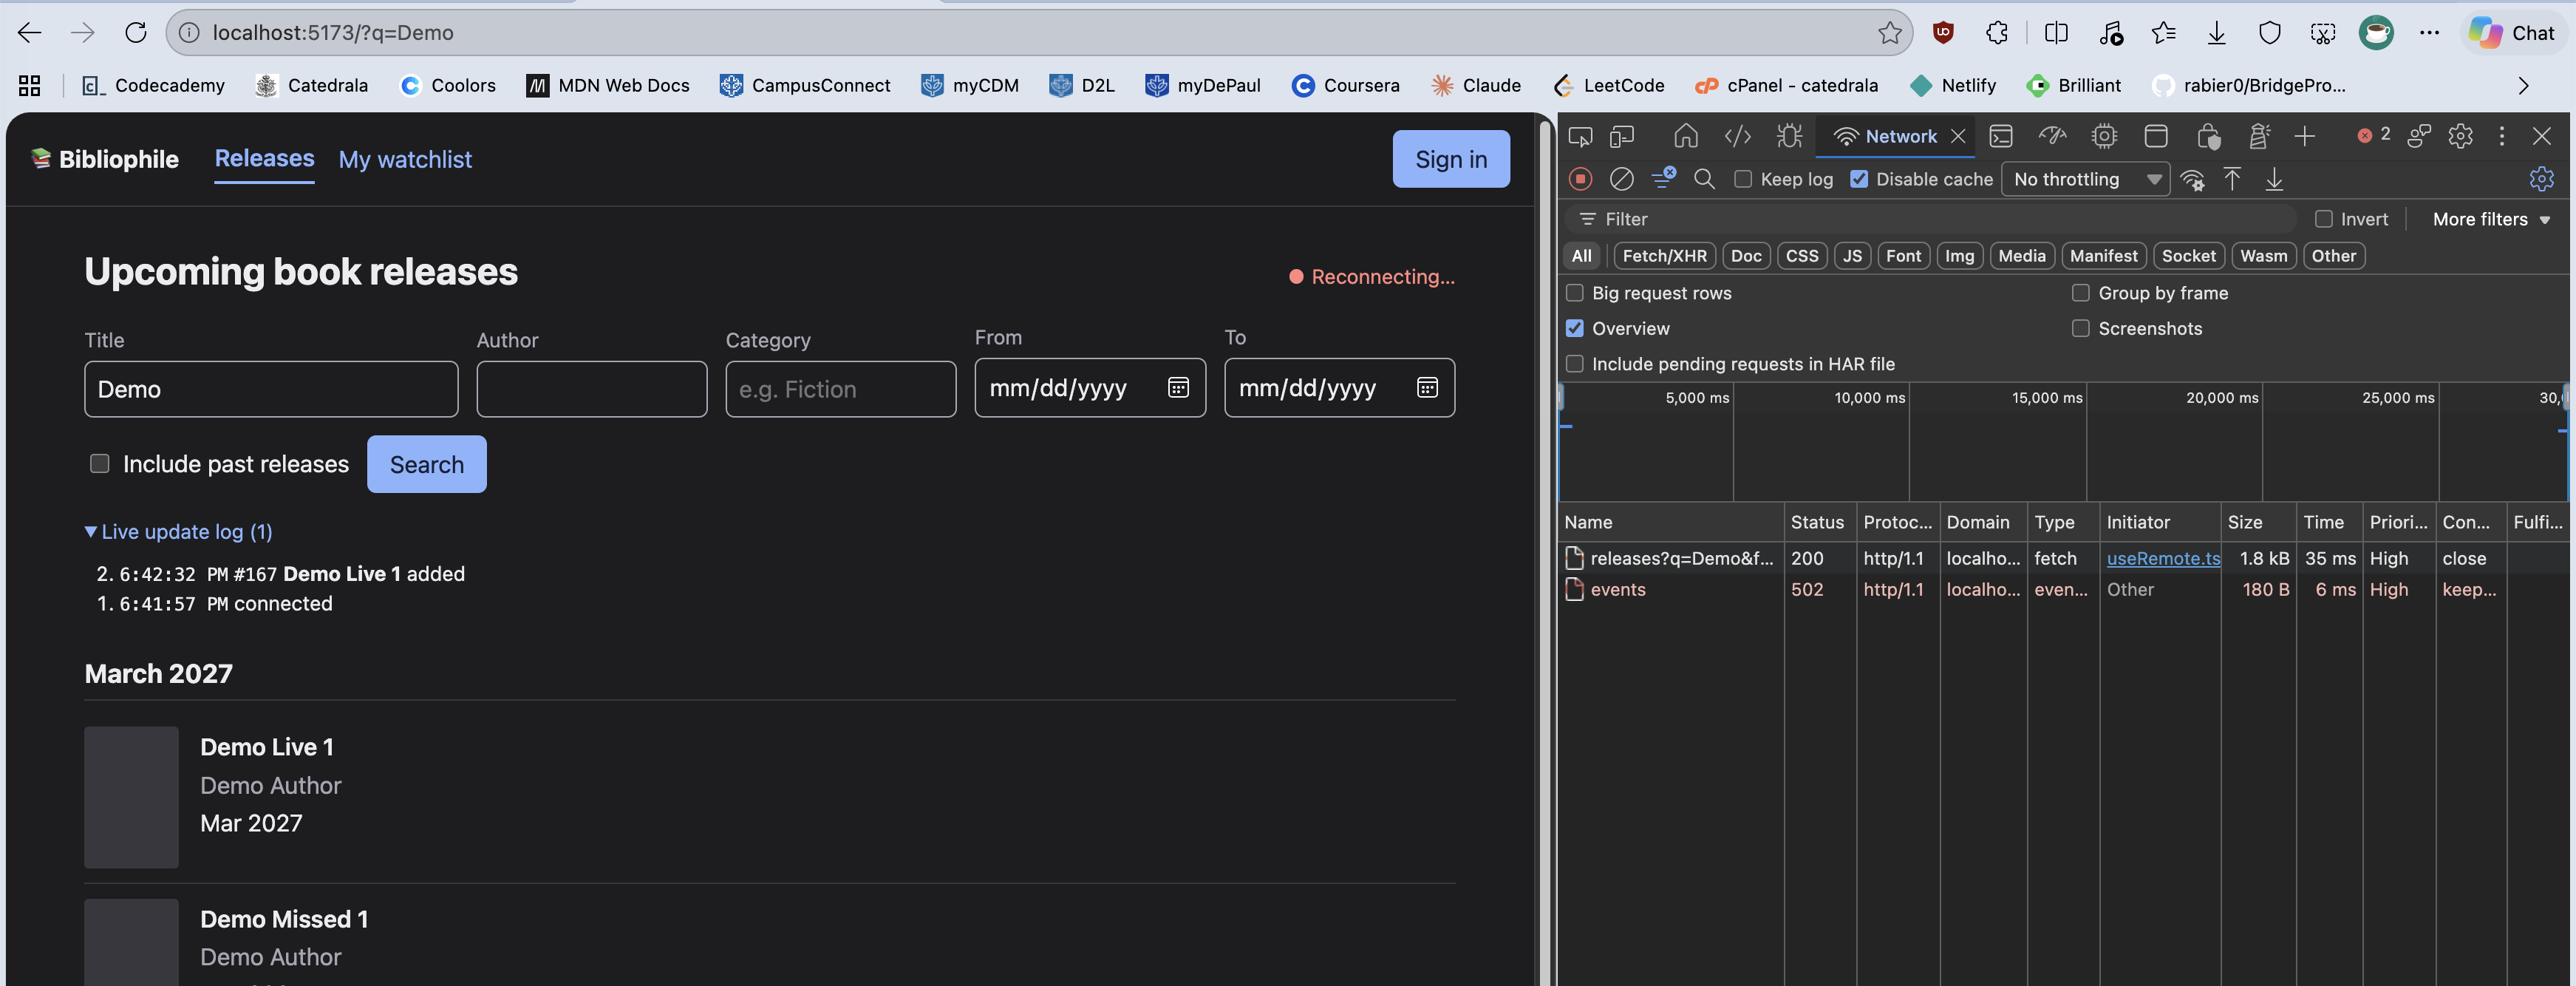 localhost:5173/?q=Demo
Chat
Codecademy Catedrala Coolors MDN Web Docs CampusConnect myCDM D2L myDePaul Coursera Claude LeetCode cPanel - catedrala Netlify Brilliant rabier0/BridgePro...
Bibliophile Releases My watchlist Sign in
Upcoming book releases
Reconnecting...
Title Author Category From To
Demo e.g. Fiction mm/dd/yyyy mm/dd/yyyy
Include past releases Search
Live update log (1)
2. 6:42:32 PM #167 Demo Live 1 added
1. 6:41:57 PM connected
March 2027
Demo Live 1
Demo Author
Mar 2027
Demo Missed 1
Demo Author
Network 2
Keep log Disable cache No throttling
Filter Invert More filters
All Fetch/XHR Doc CSS JS Font Img Media Manifest Socket Wasm Other
Big request rows Group by frame
Overview Screenshots
Include pending requests in HAR file
5,000 ms 10,000 ms 15,000 ms 20,000 ms 25,000 ms 30,
Name Status Protoc... Domain Type Initiator Size Time Priori... Con... Fulfi...
releases?q=Demo&f... 200 http/1.1 localho... fetch useRemote.ts 1.8 kB 35 ms High close
events 502 http/1.1 localho... even... Other 180 B 6 ms High keep...